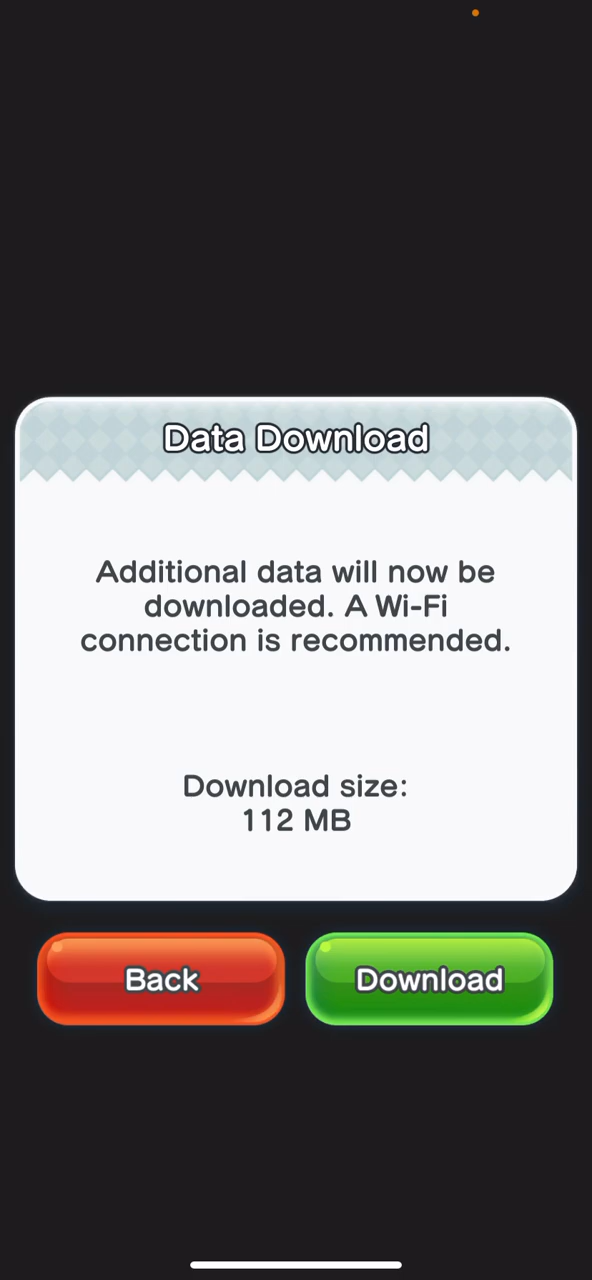 Data Download
Additional data will now be
downloaded. A Wi-Fi
connection is recommended.
Download size:
112 MB
Back
Download